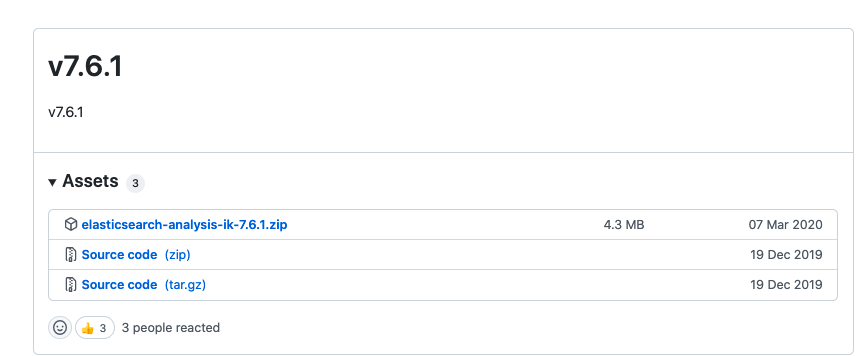 v7.6.1
v7.6.1
Assets 3
elasticsearch-analysis-ik-7.6.1.zip 4.3 MB 07 Mar 2020
Source code (zip) 19 Dec 2019
Source code (tar.gz) 19 Dec 2019
👍 3 3 people reacted